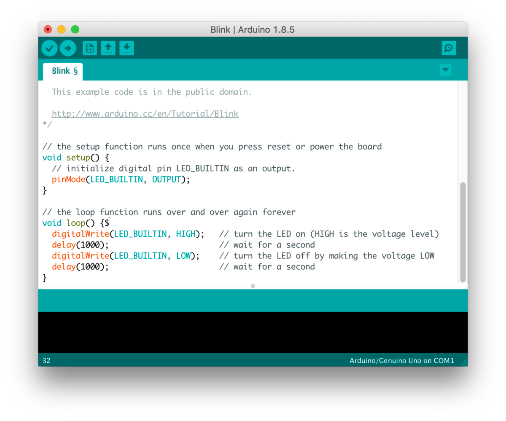 Blink | Arduino 1.8.5
Blink §
This example code is in the public domain.
http://www.arduino.cc/en/Tutorial/Blink
*/
// the setup function runs once when you press reset or power the board
void setup() {
// initialize digital pin LED_BUILTIN as an output.
pinMode(LED_BUILTIN, OUTPUT);
}
// the loop function runs over and over again forever
void loop() {$
digitalWrite(LED_BUILTIN, HIGH);   // turn the LED on (HIGH is the voltage level)
delay(1000);                       // wait for a second
digitalWrite(LED_BUILTIN, LOW);    // turn the LED off by making the voltage LOW
delay(1000);                       // wait for a second
}
32 Arduino/Genuino Uno on COM1